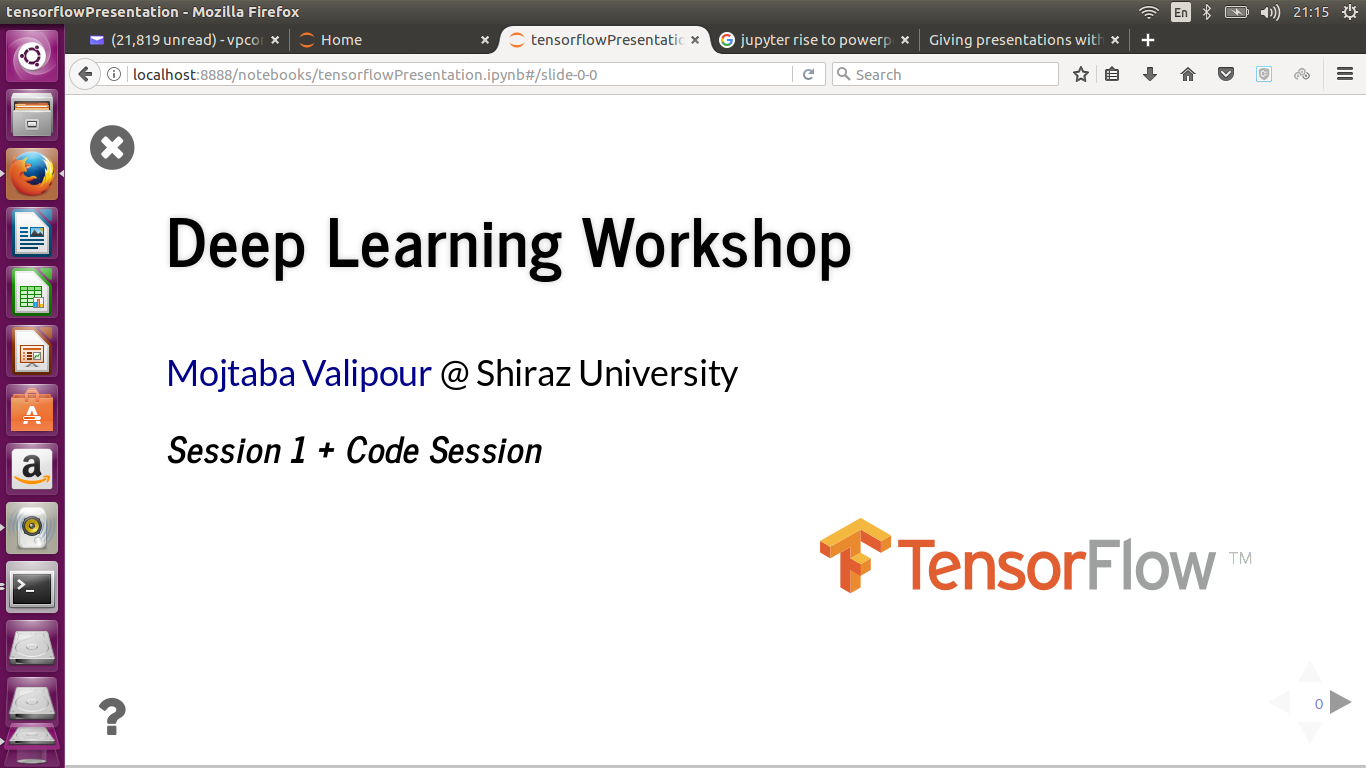 tensorflowPresentation - Mozilla Firefox
En
21:15
(21,819 unread) - vpcor
Home
tensorflowPresentatio
jupyter rise to powerp
Giving presentations with
localhost:8888/notebooks/tensorflowPresentation.ipynb#/slide-0-0
Search
Deep Learning Workshop
Mojtaba Valipour @ Shiraz University
Session 1 + Code Session
TensorFlow TM
?
0